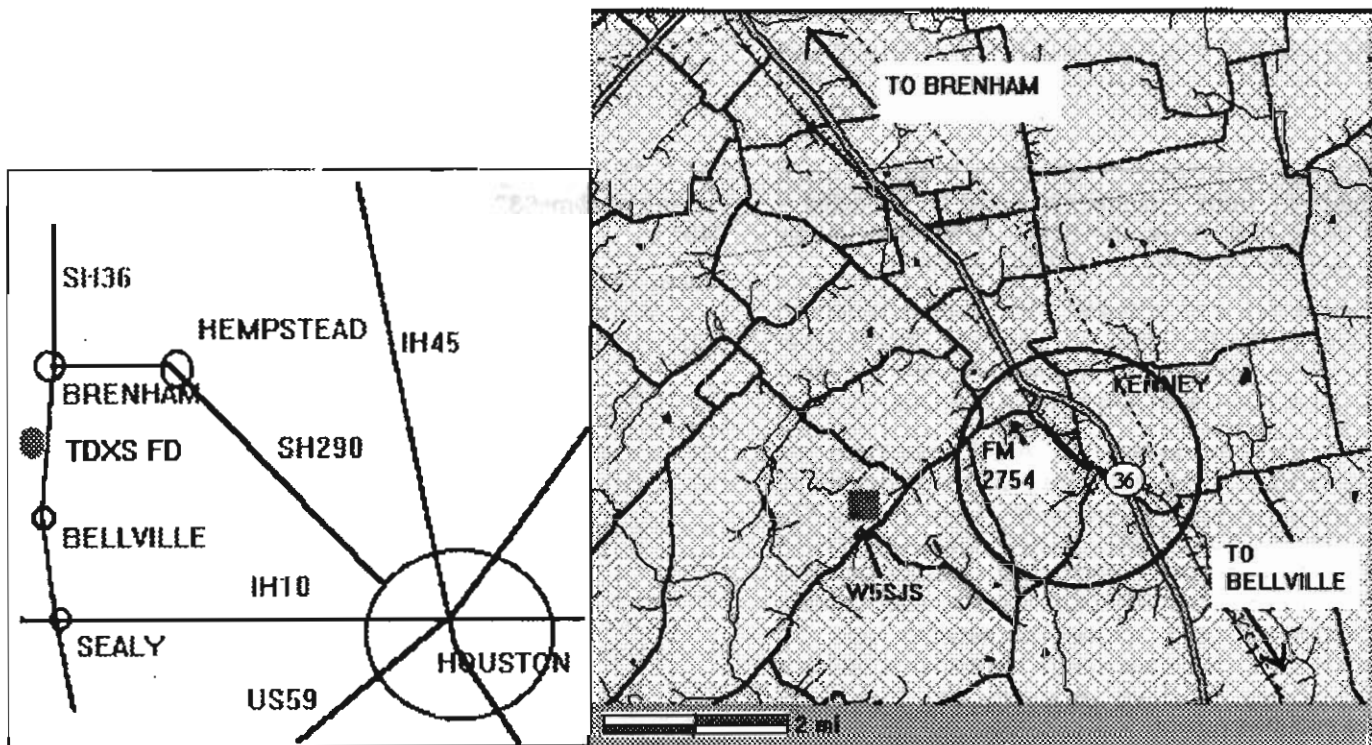 SH36
HEMPSTEAD
IH45
BRENHAM
TDXS FD
SH290
BELLVILLE
IH10
SEALY
HOUSTON
US59
TO BRENHAM
KENNEY
FM
2754
36
W5SJS
TO
BELLVILLE
2 mi